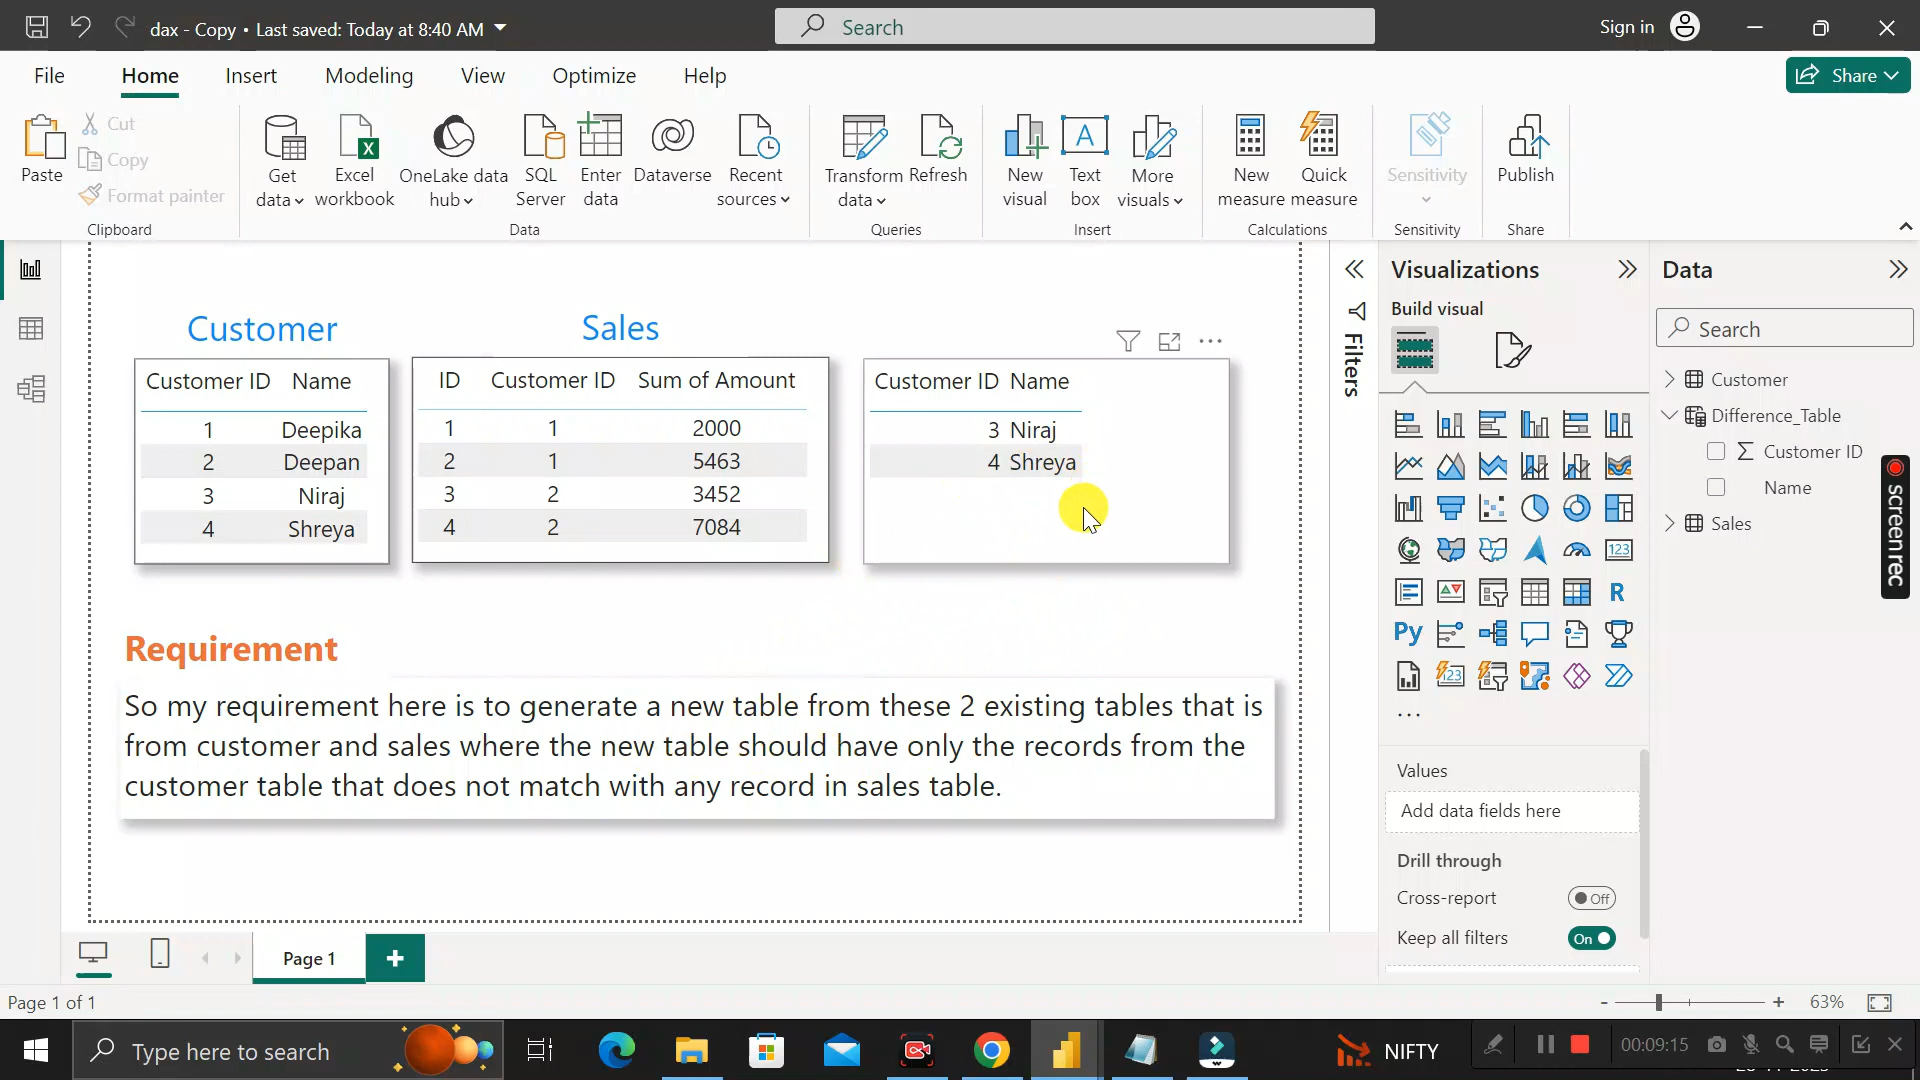 dax - Copy • Last saved: Today at 8:40 AM
Search
Sign in
File
Home
Insert
Modeling
View
Optimize
Help
Share
Paste
Cut
Copy
Format painter
Clipboard
Get data
Excel workbook
OneLake data hub
SQL Server
Enter data
Dataverse
Recent sources
Data
Transform data
Refresh
Queries
New visual
Text box
More visuals
Insert
New measure
Quick measure
Calculations
Sensitivity
Sensitivity
Publish
Share
Customer
Customer ID Name
1 Deepika
2 Deepan
3 Niraj
4 Shreya
Sales
ID Customer ID Sum of Amount
1 1 2000
2 1 5463
3 2 3452
4 2 7084
Customer ID Name
3 Niraj
4 Shreya
Requirement
So my requirement here is to generate a new table from these 2 existing tables that is
from customer and sales where the new table should have only the records from the
customer table that does not match with any record in sales table.
Filters
Visualizations
Build visual
123
R
Py
123
Values
Add data fields here
Drill through
Cross-report
Off
Keep all filters
On
Data
Search
Customer
Difference_Table
Customer ID
Name
Sales
screen rec
Page 1
Page 1 of 1
63%
Type here to search
NIFTY
00:09:15